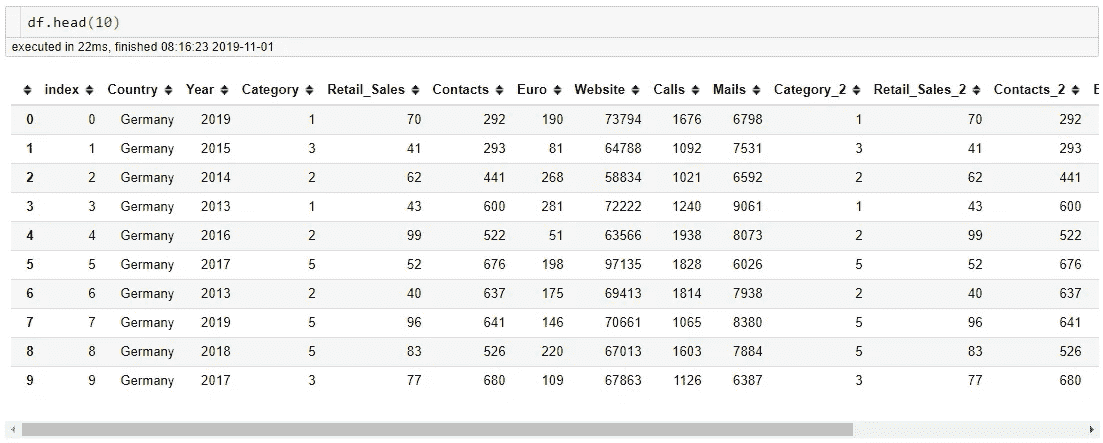 df.head(10)
executed in 22ms, finished 08:16:23 2019-11-01
index Country Year Category Retail_Sales Contacts Euro Website Calls Mails Category_2 Retail_Sales_2 Contacts_2 E
0 0 Germany 2019 1 70 292 190 73794 1676 6798 1 70 292
1 1 Germany 2015 3 41 293 81 64788 1092 7531 3 41 293
2 2 Germany 2014 2 62 441 268 58834 1021 6592 2 62 441
3 3 Germany 2013 1 43 600 281 72222 1240 9061 1 43 600
4 4 Germany 2016 2 99 522 51 63566 1938 8073 2 99 522
5 5 Germany 2017 5 52 676 198 97135 1828 6026 5 52 676
6 6 Germany 2013 2 40 637 175 69413 1814 7938 2 40 637
7 7 Germany 2019 5 96 641 146 70661 1065 8380 5 96 641
8 8 Germany 2018 5 83 526 220 67013 1603 7884 5 83 526
9 9 Germany 2017 3 77 680 109 67863 1126 6387 3 77 680